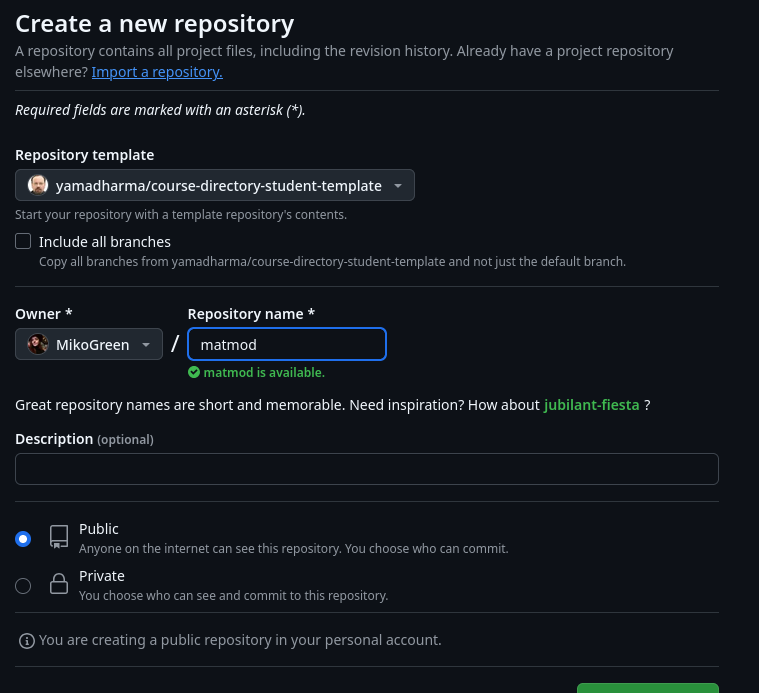 Create a new repository
A repository contains all project files, including the revision history. Already have a project repository
elsewhere? Import a repository.
Required fields are marked with an asterisk (*).
Repository template
yamadharma/course-directory-student-template
Start your repository with a template repository's contents.
Include all branches
Copy all branches from yamadharma/course-directory-student-template and not just the default branch.
Owner * Repository name *
MikoGreen / matmod
matmod is available.
Great repository names are short and memorable. Need inspiration? How about jubilant-fiesta ?
Description (optional)
Public
Anyone on the internet can see this repository. You choose who can commit.
Private
You choose who can see and commit to this repository.
You are creating a public repository in your personal account.